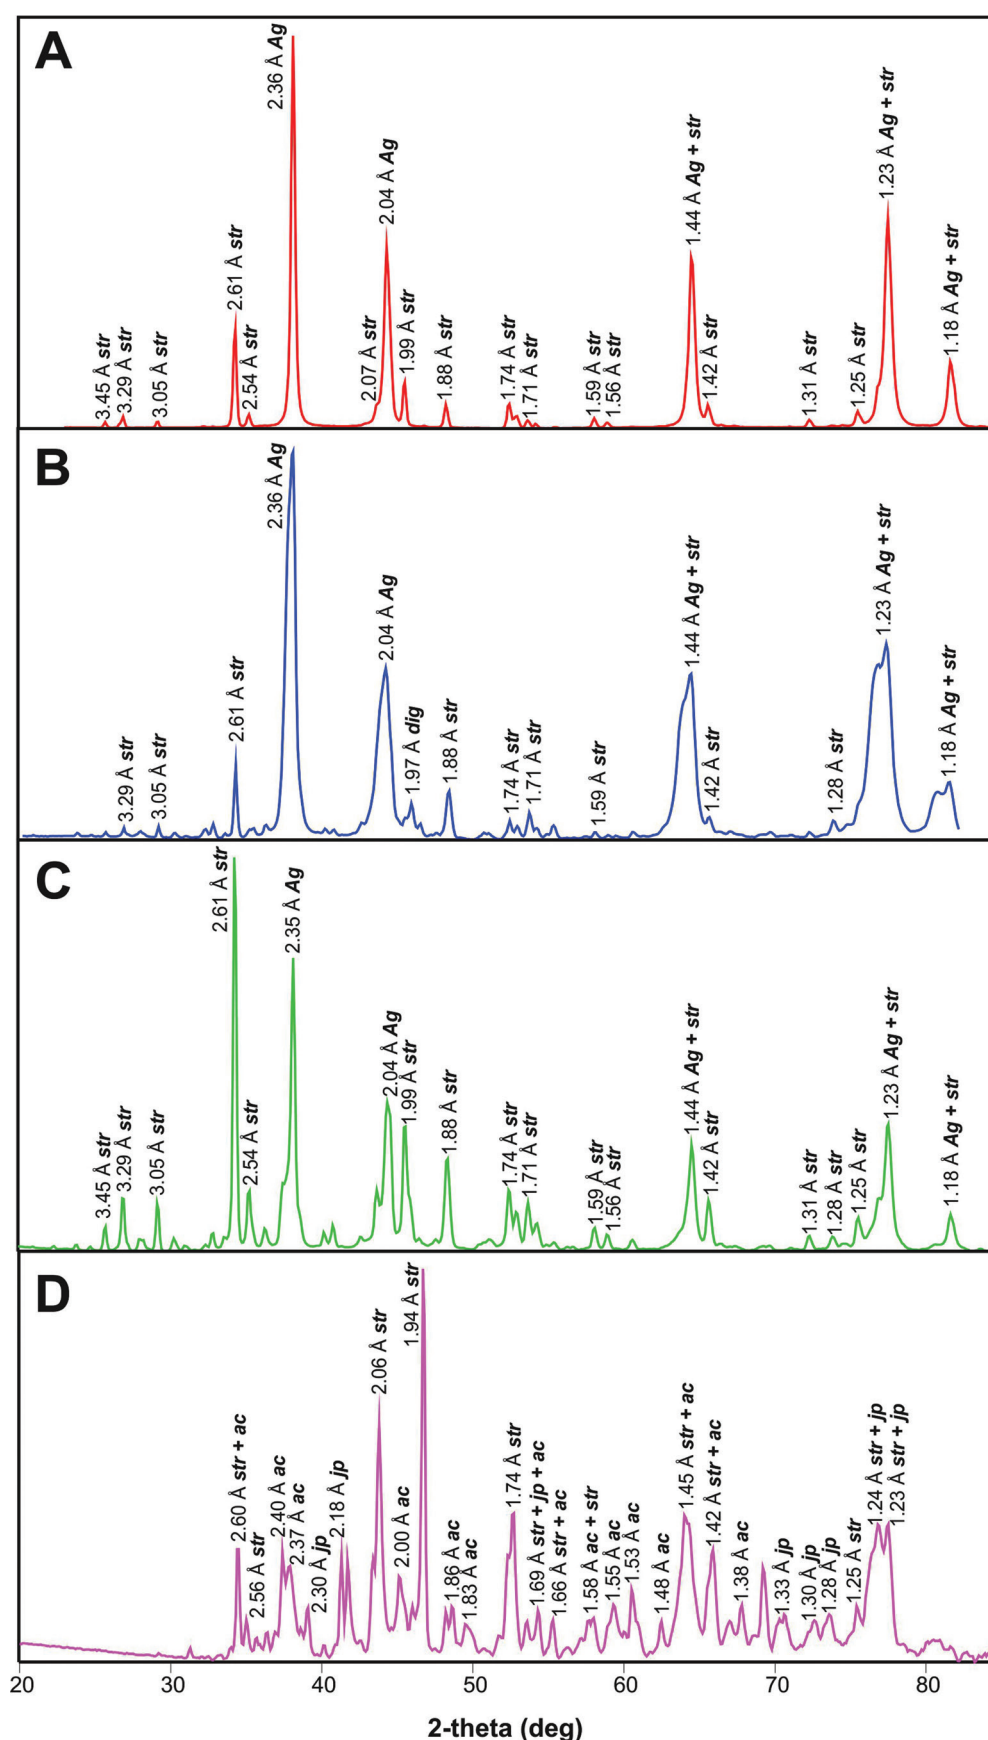 A
3.45 Å str
3.29 Å str
3.05 Å str
2.61 Å str
2.54 Å str
2.36 Å Ag
2.07 Å str
2.04 Å Ag
1.99 Å str
1.88 Å str
1.74 Å str
1.71 Å str
1.59 Å str
1.56 Å str
1.44 Å Ag + str
1.42 Å str
1.31 Å str
1.25 Å str
1.23 Å Ag + str
1.18 Å Ag + str
B
3.29 Å str
3.05 Å str
2.61 Å str
2.36 Å Ag
2.04 Å Ag
1.97 Å dig
1.88 Å str
1.74 Å str
1.71 Å str
1.59 Å str
1.44 Å Ag + str
1.42 Å str
1.28 Å str
1.23 Å Ag + str
1.18 Å Ag + str
C
3.45 Å str
3.29 Å str
3.05 Å str
2.61 Å str
2.54 Å str
2.35 Å Ag
2.04 Å Ag
1.99 Å str
1.88 Å str
1.74 Å str
1.71 Å str
1.59 Å str
1.56 Å str
1.44 Å Ag + str
1.42 Å str
1.31 Å str
1.28 Å str
1.25 Å str
1.23 Å Ag + str
1.18 Å Ag + str
D
2.60 Å str + ac
2.56 Å str
2.40 Å ac
2.37 Å ac
2.30 Å jp
2.18 Å jp
2.06 Å str
2.00 Å ac
1.94 Å str
1.86 Å ac
1.83 Å ac
1.74 Å str
1.69 Å str + jp + ac
1.66 Å str + ac
1.58 Å ac + str
1.55 Å ac
1.53 Å ac
1.48 Å ac
1.45 Å str + ac
1.42 Å str + ac
1.38 Å ac
1.33 Å jp
1.30 Å jp
1.28 Å jp
1.25 Å str
1.24 Å str + jp
1.23 Å str + jp
20 30 40 50 60 70 80
2-theta (deg)